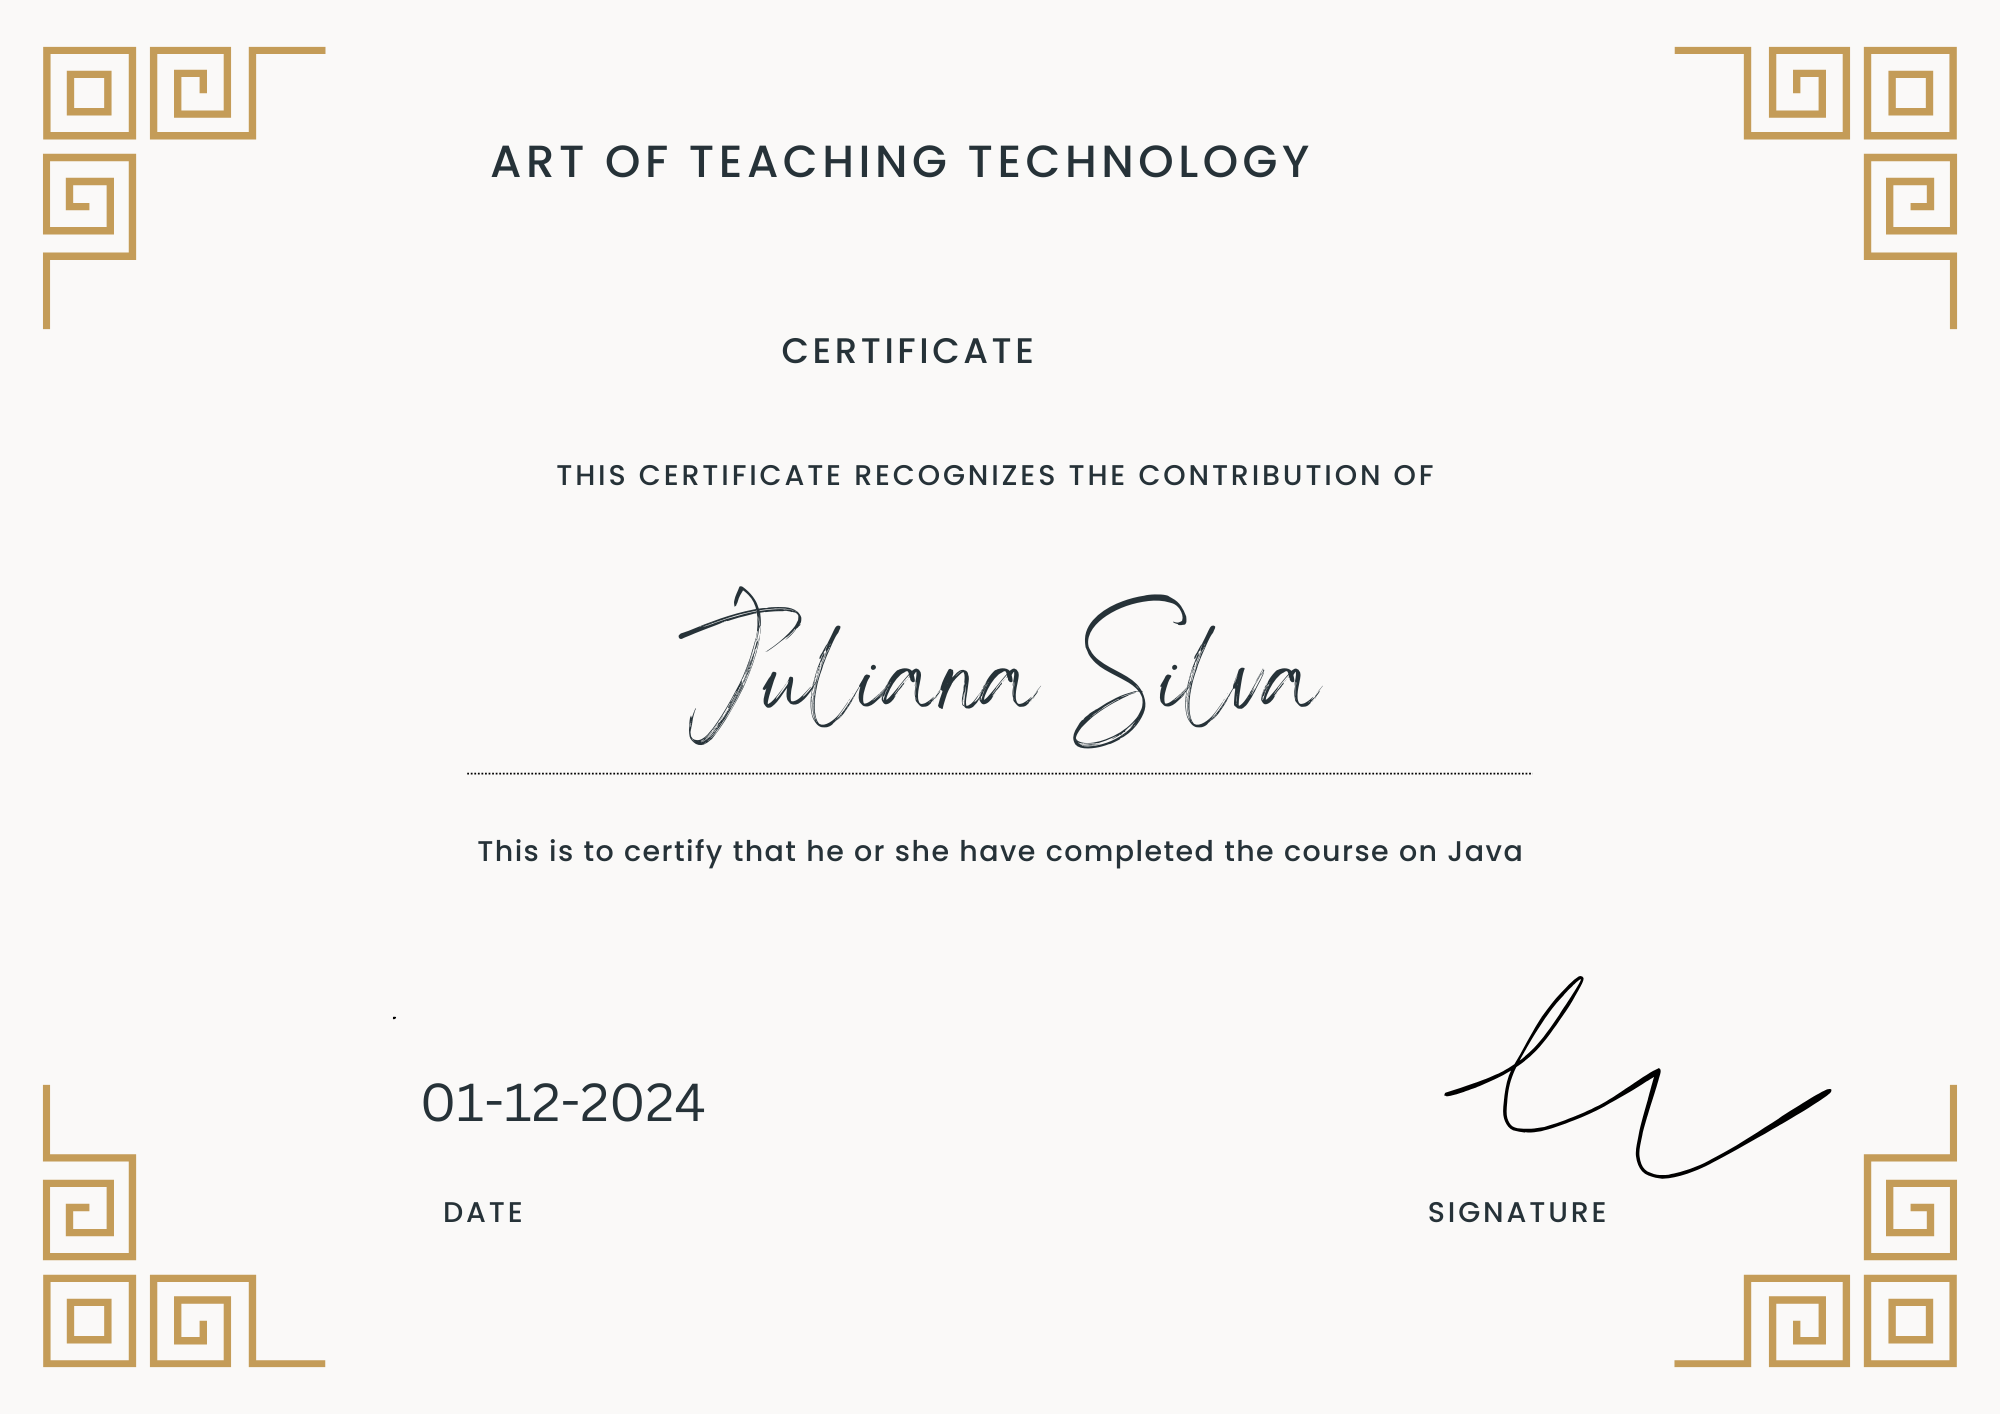 ART OF TEACHING TECHNOLOGY
CERTIFICATE
THIS CERTIFICATE RECOGNIZES THE CONTRIBUTION OF
Juliana Silva
This is to certify that he or she have completed the course on Java
01-12-2024
DATE
SIGNATURE